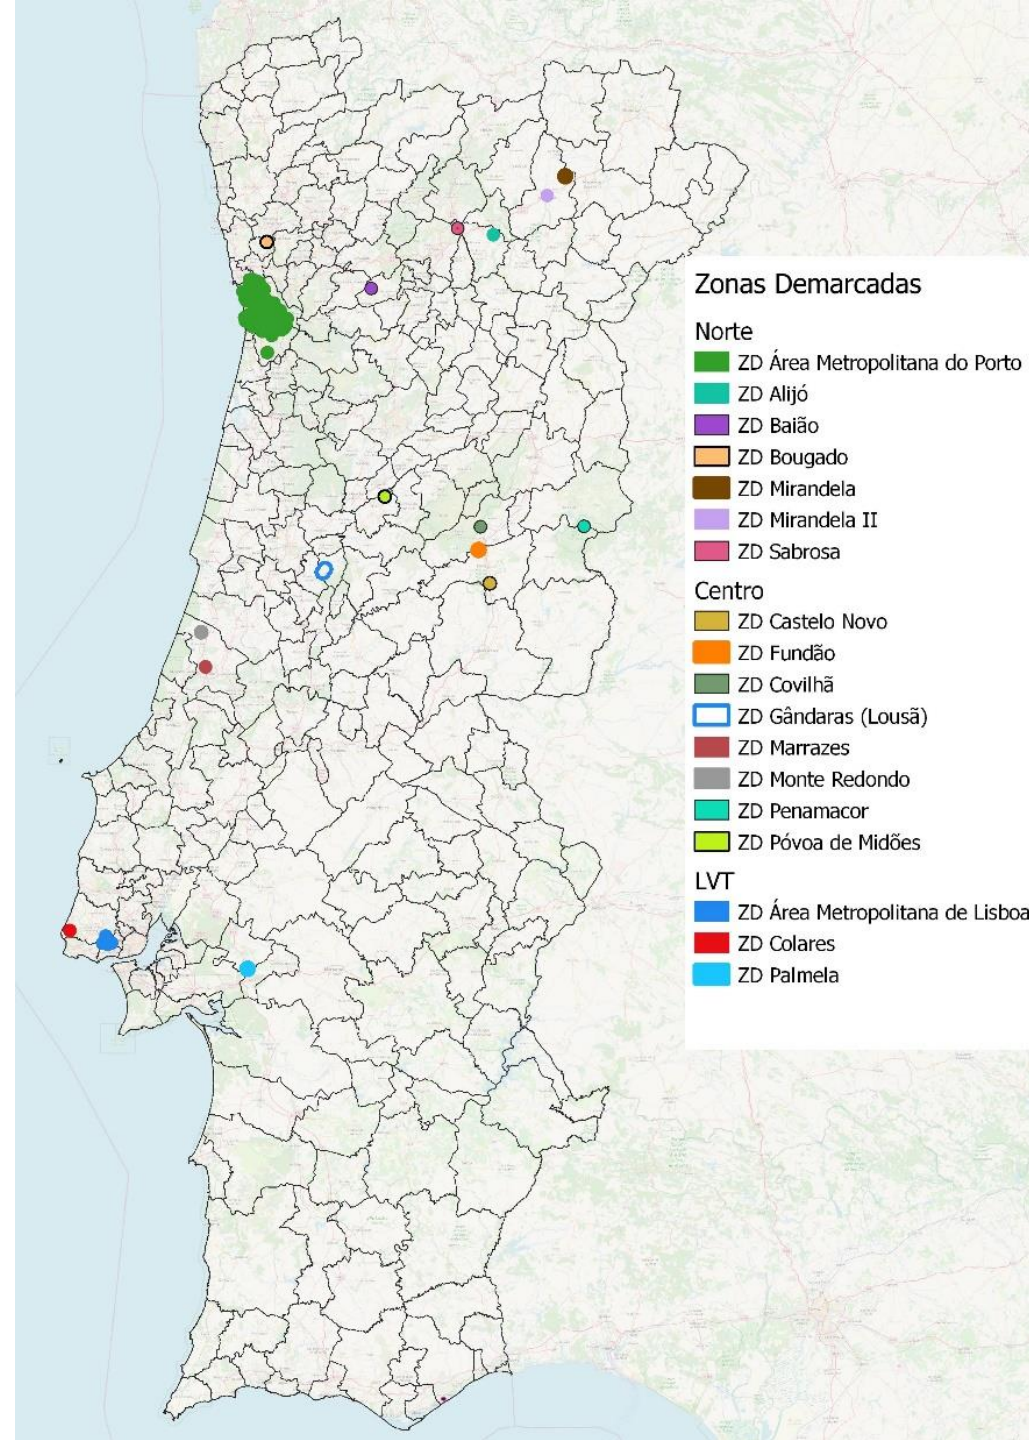 Zonas Demarcadas
Norte
ZD Área Metropolitana do Porto
ZD Alijó
ZD Baião
ZD Bougado
ZD Mirandela
ZD Mirandela II
ZD Sabrosa
Centro
ZD Castelo Novo
ZD Fundão
ZD Covilhã
ZD Gândaras (Lousã)
ZD Marrazes
ZD Monte Redondo
ZD Penamacor
ZD Póvoa de Midões
LVT
ZD Área Metropolitana de Lisboa
ZD Colares
ZD Palmela